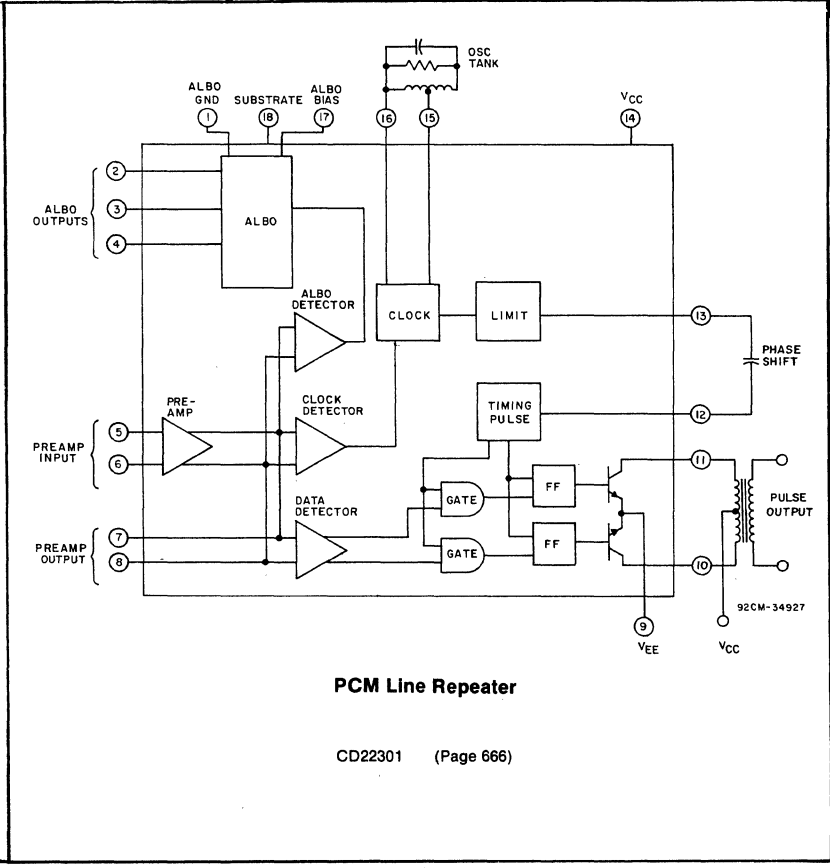 OSC
TANK
ALBO
GND
SUBSTRATE
ALBO
BIAS
VCC
1
18
17
16
15
14
2
3
4
ALBO
OUTPUTS
ALBO
ALBO
DETECTOR
CLOCK
LIMIT
13
PHASE
SHIFT
12
PRE-
AMP
CLOCK
DETECTOR
TIMING
PULSE
5
6
PREAMP
INPUT
11
GATE
FF
PULSE
OUTPUT
DATA
DETECTOR
7
8
PREAMP
OUTPUT
GATE
FF
10
92CM-34927
9
VEE
VCC
PCM Line Repeater
CD22301 (Page 666)